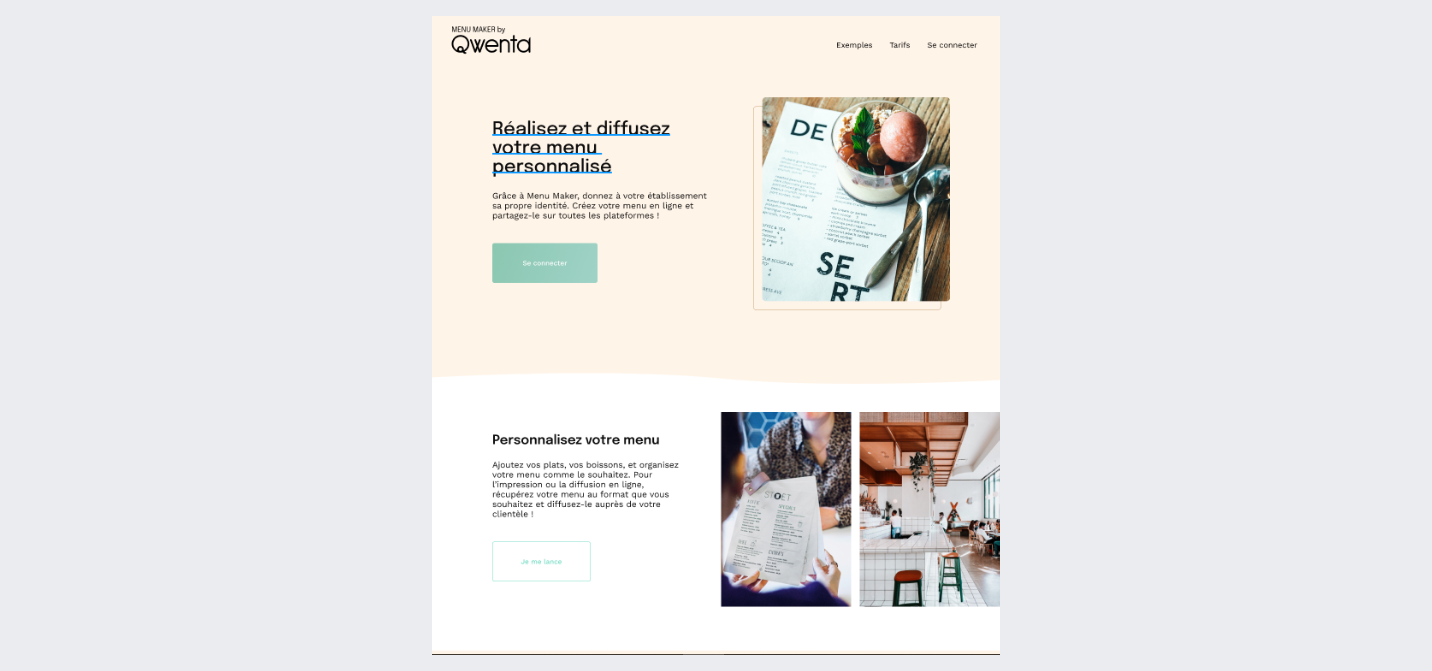 MENU MAKER by
Qwenta
Exemples
Tarifs
Se connecter
Réalisez et diffusez
votre menu
personnalisé
Grâce à Menu Maker, donnez à votre établissement
sa propre identité. Créez votre menu en ligne et
partagez-le sur toutes les plateformes !
Se connecter
DE
SE
RT
Personnalisez votre menu
Ajoutez vos plats, vos boissons, et organisez
votre menu comme le souhaitez. Pour
l'impression ou la diffusion en ligne,
récupérez votre menu au format que vous
souhaitez et diffusez-le auprès de votre
clientèle !
Je me lance